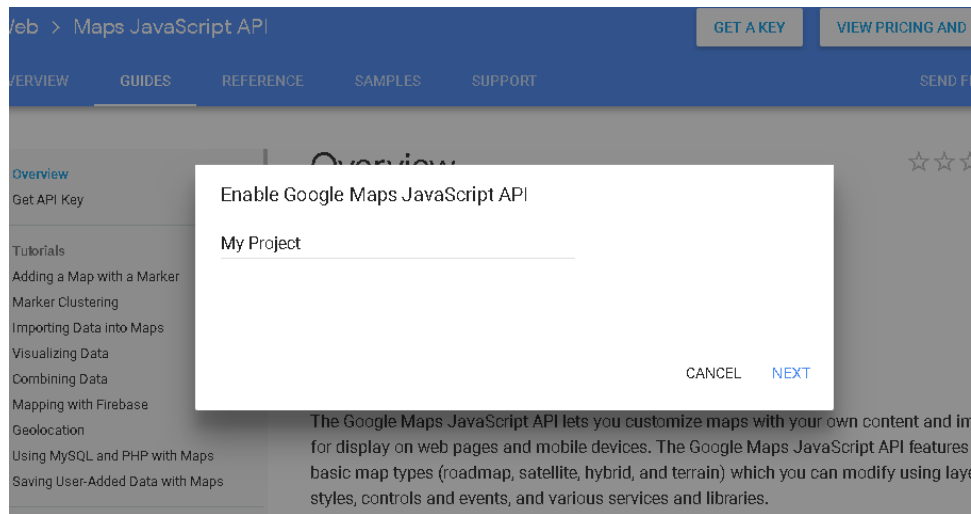 Web > Maps JavaScript API
GET A KEY
VIEW PRICING AND
OVERVIEW
GUIDES
REFERENCE
SAMPLES
SUPPORT
SEND
Overview
Get API Key
Tutorials
Adding a Map with a Marker
Marker Clustering
Importing Data into Maps
Visualizing Data
Combining Data
Mapping with Firebase
Geolocation
Using MySQL and PHP with Maps
Saving User-Added Data with Maps
Overview
Enable Google Maps JavaScript API
My Project
CANCEL
NEXT
The Google Maps JavaScript API lets you customize maps with your own content and
for display on web pages and mobile devices. The Google Maps JavaScript API features
basic map types (roadmap, satellite, hybrid, and terrain) which you can modify using
styles, controls and events, and various services and libraries.